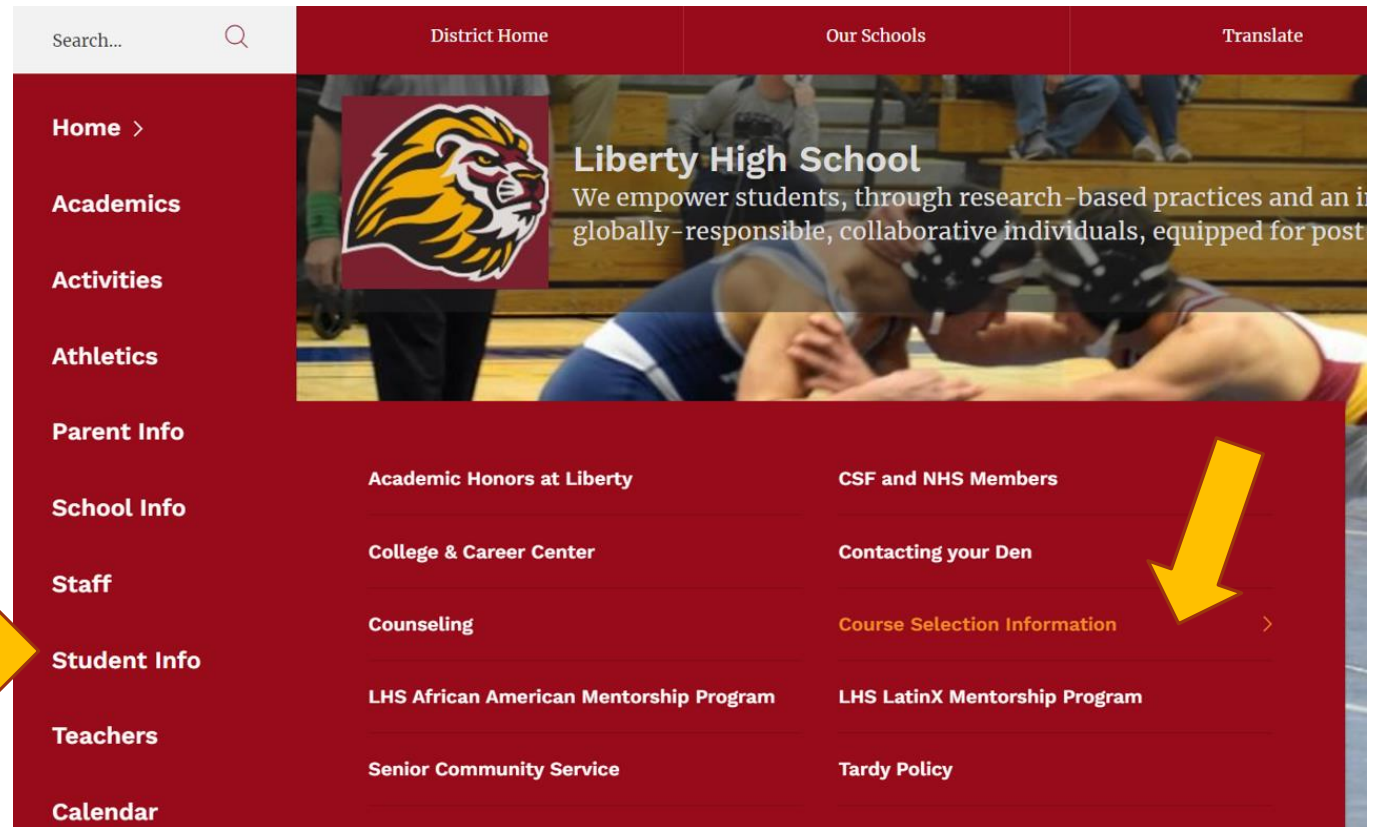 Search...
District Home
Our Schools
Translate
Home >
Academics
Activities
Athletics
Parent Info
School Info
Staff
Student Info
Teachers
Calendar
Liberty High School
We empower students, through research-based practices and an
globally-responsible, collaborative individuals, equipped for post
Academic Honors at Liberty
CSF and NHS Members
College & Career Center
Contacting your Den
Counseling
Course Selection Information >
LHS African American Mentorship Program
LHS LatinX Mentorship Program
Senior Community Service
Tardy Policy